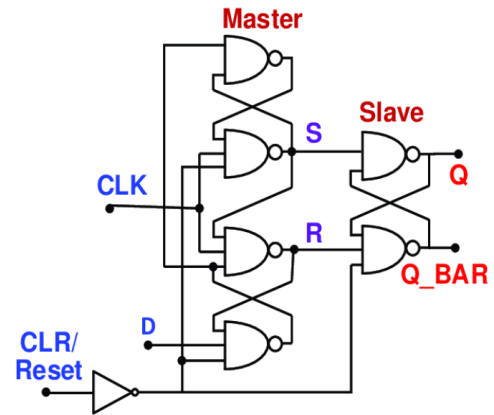 Master
Slave
S
CLK
Q
R
Q_BAR
D
CLR/
Reset